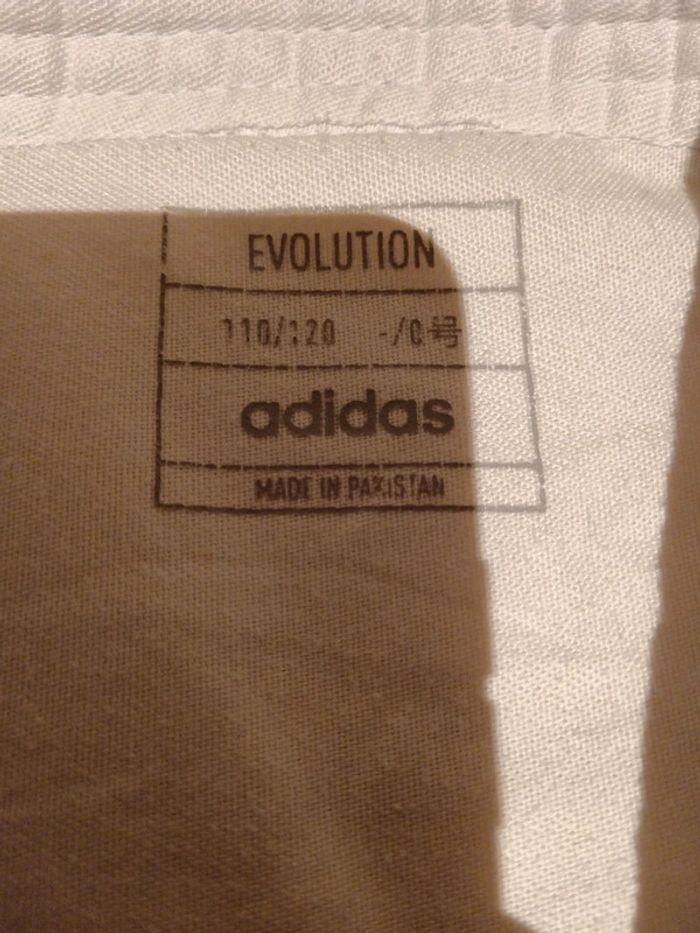 EVOLUTION
110/120 -/0号
adidas
MADE IN PAKISTAN